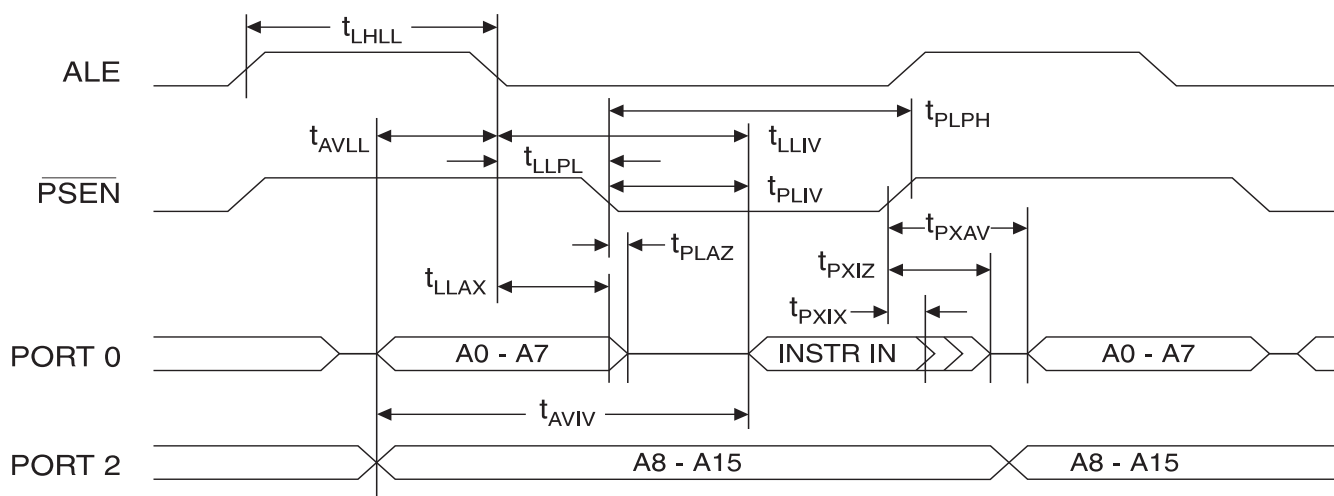 tLHLL
ALE
tPLPH
tAVLL
tLLIV
tLLPL
PSEN
tPLIV
tPXAV
tPLAZ
tPXIZ
tLLAX
tPXIX
PORT 0
A0 - A7
INSTR IN
A0 - A7
tAVIV
PORT 2
A8 - A15
A8 - A15